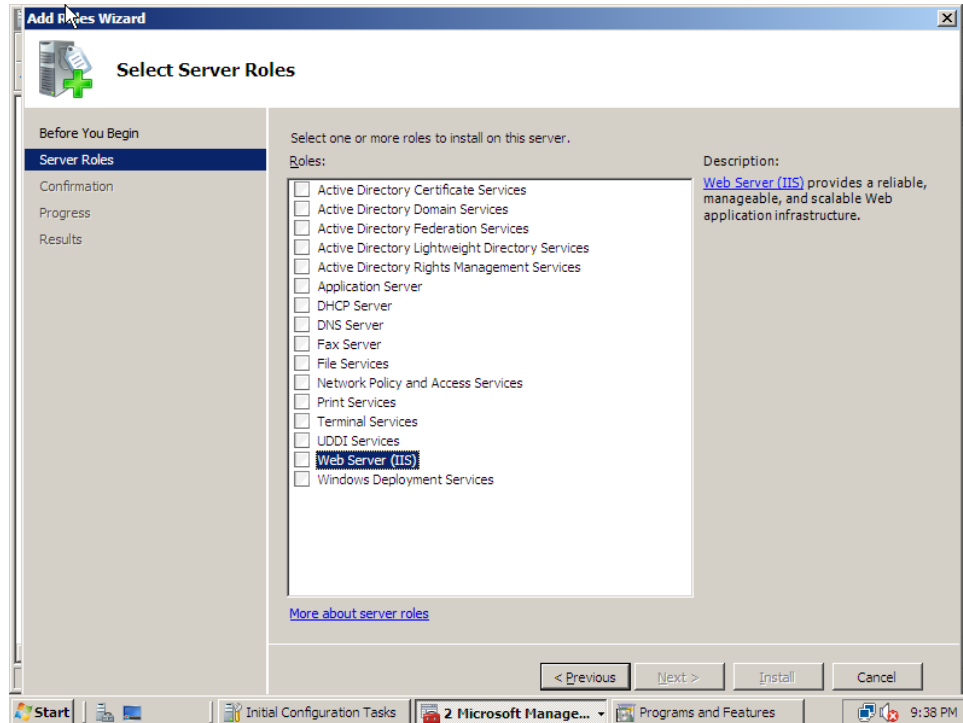 Add Roles Wizard
Select Server Roles
Before You Begin
Server Roles
Confirmation
Progress
Results
Select one or more roles to install on this server.
Roles:
Active Directory Certificate Services
Active Directory Domain Services
Active Directory Federation Services
Active Directory Lightweight Directory Services
Active Directory Rights Management Services
Application Server
DHCP Server
DNS Server
Fax Server
File Services
Network Policy and Access Services
Print Services
Terminal Services
UDDI Services
Web Server (IIS)
Windows Deployment Services
More about server roles
Description:
Web Server (IIS) provides a reliable,
manageable, and scalable Web
application infrastructure.
< Previous
Next >
Install
Cancel
Start
Initial Configuration Tasks
2 Microsoft Manage...
Programs and Features
9:38 PM